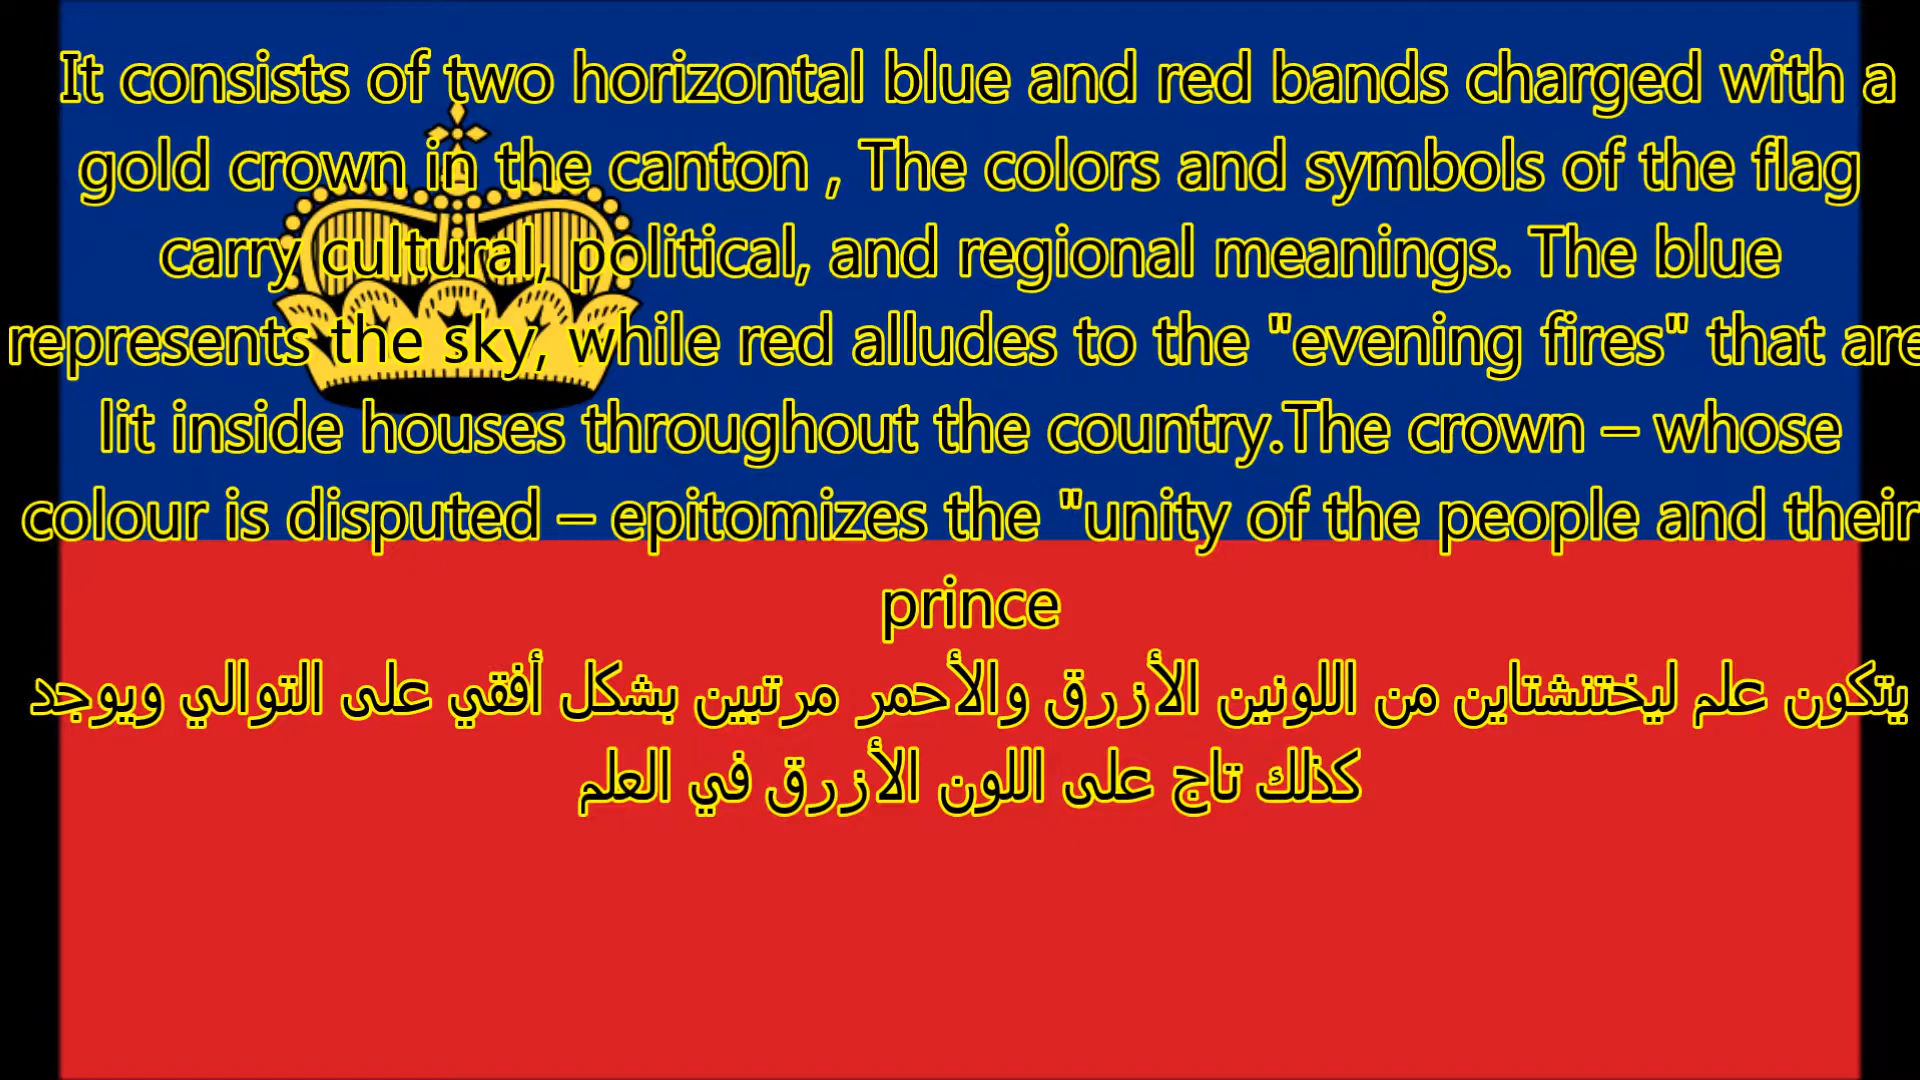 It consists of two horizontal blue and red bands charged with a
gold crown in the canton , The colors and symbols of the flag
carry cultural, political, and regional meanings. The blue
represents the sky, while red alludes to the "evening fires" that are
lit inside houses throughout the country.The crown – whose
colour is disputed – epitomizes the "unity of the people and their
prince
يتكون علم ليختنشتاين من اللونين الأزرق والأحمر مرتبين بشكل أفقي على التوالي ويوجد
كذلك تاج على اللون الأزرق في العلم